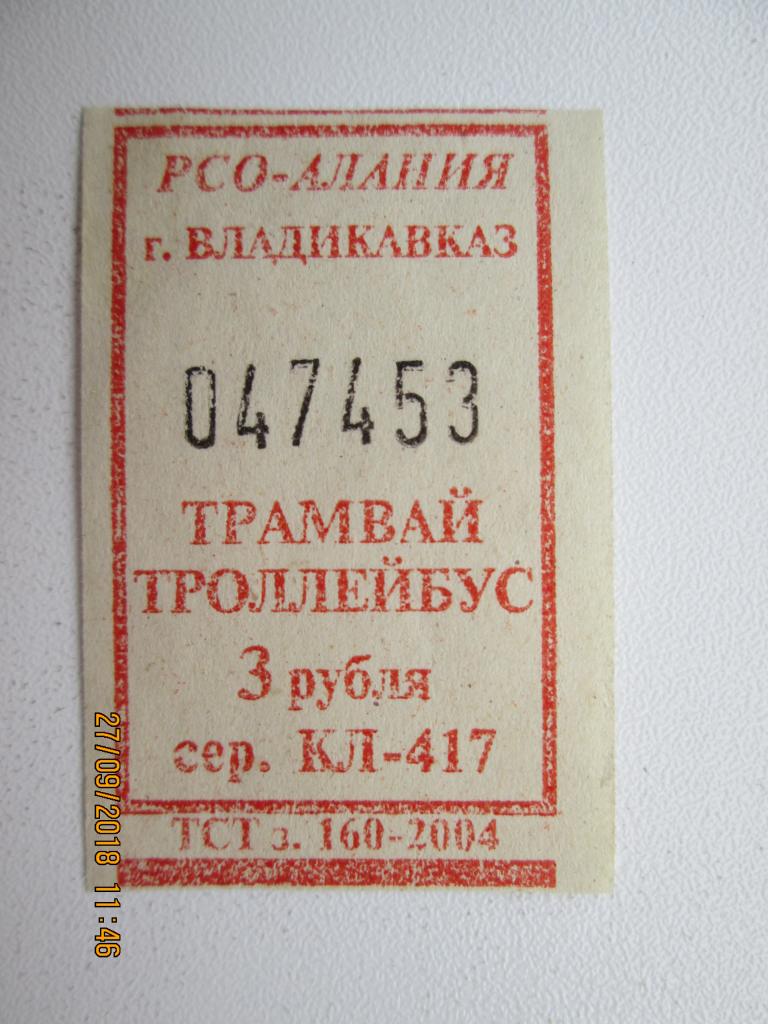 РСО-АЛАНИЯ
г. ВЛАДИКАВКАЗ
047453
ТРАМВАЙ
ТРОЛЛЕЙБУС
3 рубля
сер. КЛ-417
ТСТ з. 160-2004
27/09/2018 11:46